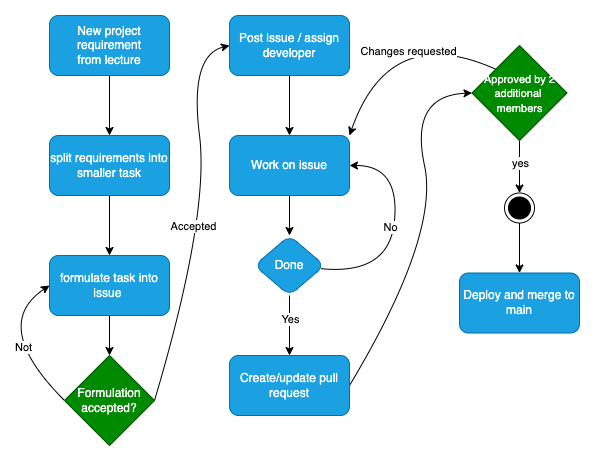 New project
requirement
from lecture
split requirements into
smaller task
formulate task into
issue
Not
Formulation
accepted?
Accepted
Post issue / assign
developer
Work on issue
Done
No
Yes
Create/update pull
request
Changes requested
Approved by 2
additional
members
yes
Deploy and merge to
main